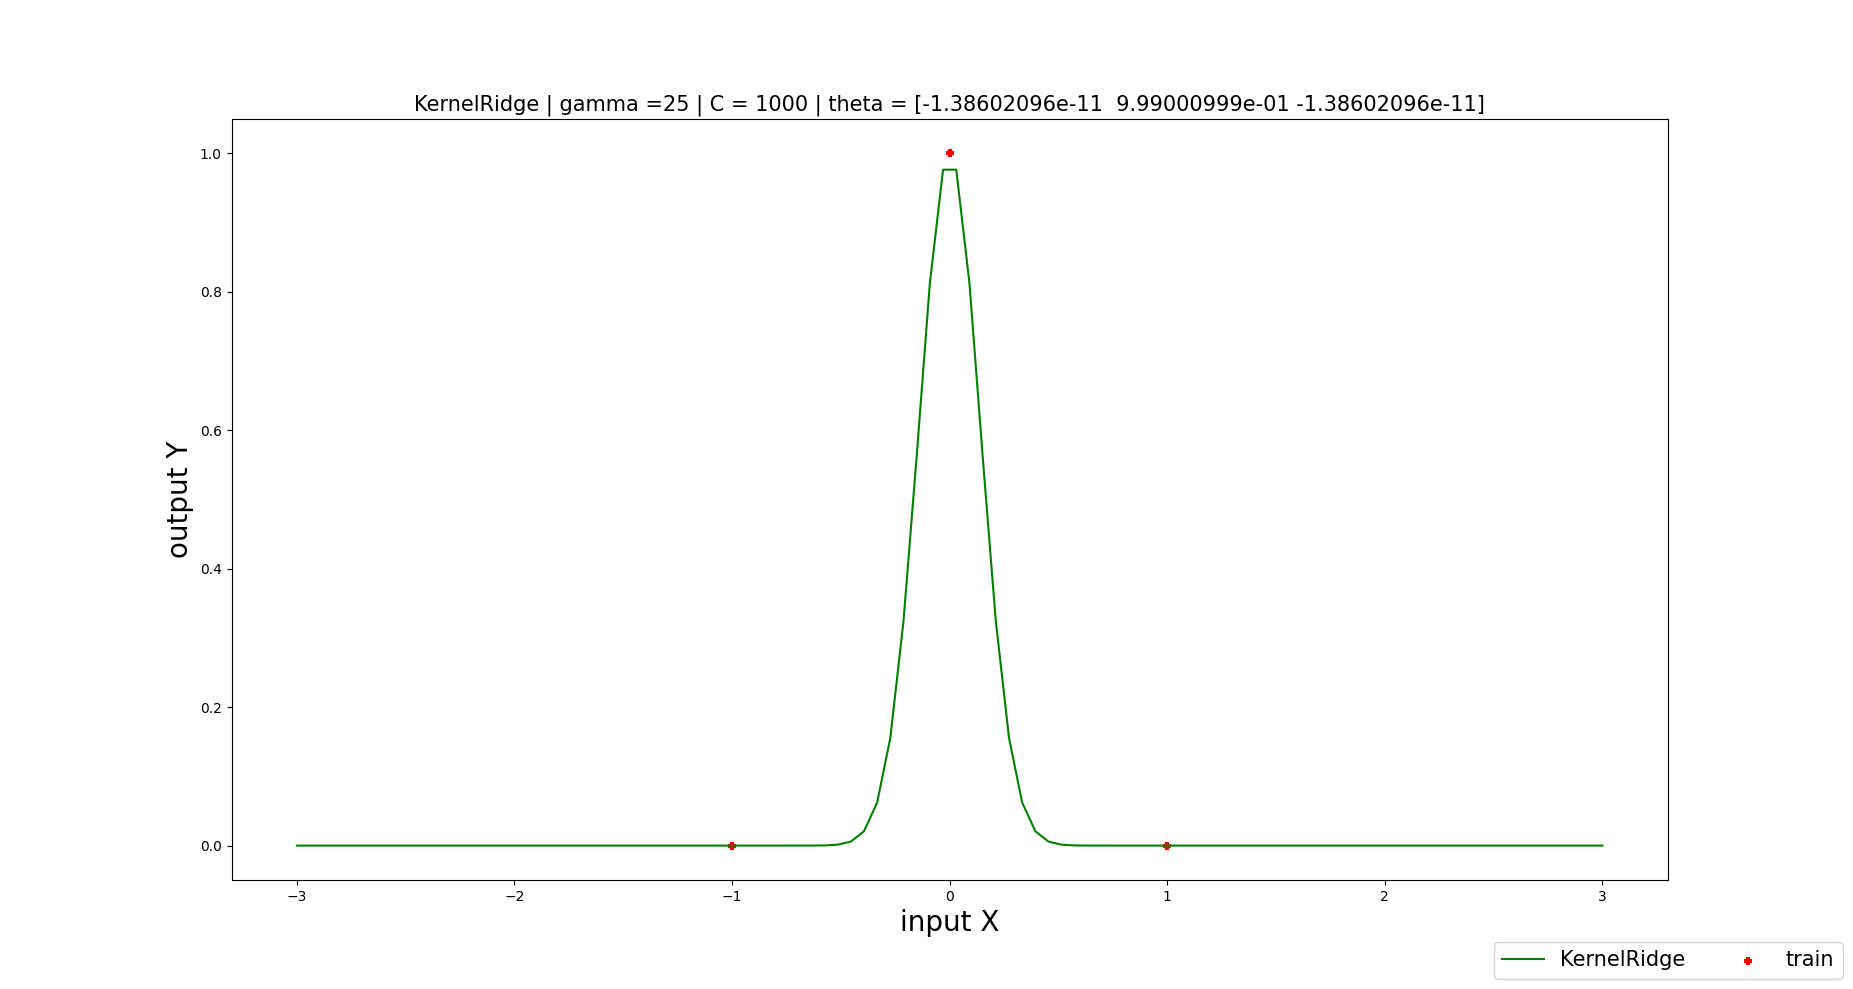 KernelRidge | gamma =25 | C = 1000 | theta = [-1.38602096e-11  9.99000999e-01 -1.38602096e-11]
1.0
0.8
0.6
0.4
0.2
0.0
output Y
−3 −2 −1 0 1 2 3
input X
KernelRidge train